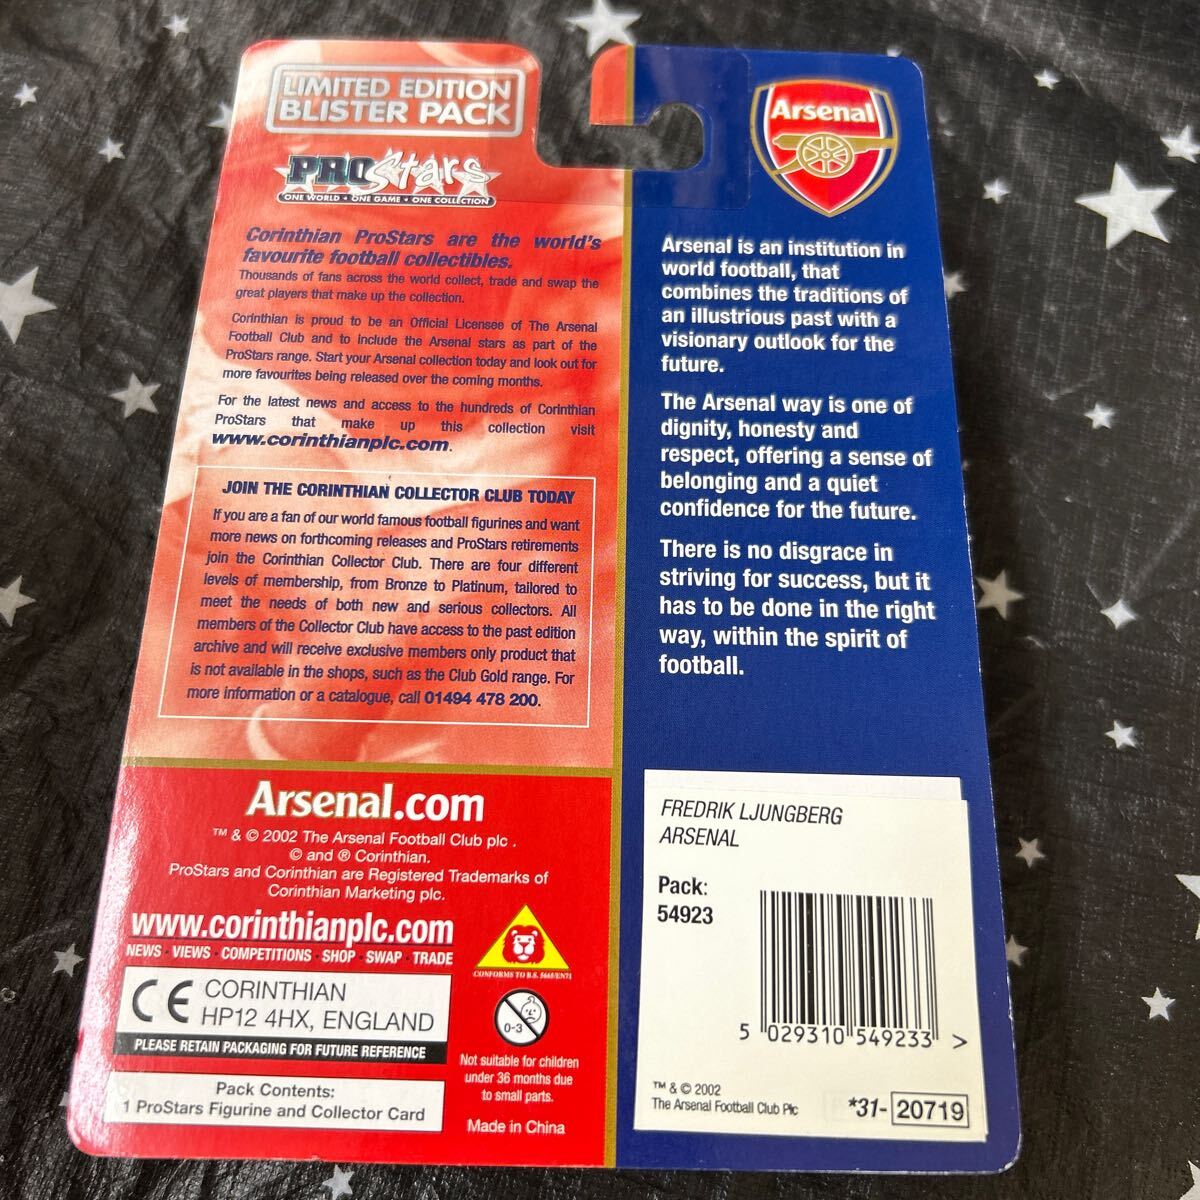 LIMITED EDITION
BLISTER PACK
PROStars
ONE WORLD • ONE GAME • ONE COLLECTION
Corinthian ProStars are the world's
favourite football collectibles.
Thousands of fans across the world collect, trade and swap the
great players that make up the collection.
Corinthian is proud to be an Official Licensee of The Arsenal
Football Club and to include the Arsenal stars as part of the
ProStars range. Start your Arsenal collection today and look out for
more favourites being released over the coming months.
For the latest news and access to the hundreds of Corinthian
ProStars that make up this collection visit
www.corinthianplc.com.
JOIN THE CORINTHIAN COLLECTOR CLUB TODAY
If you are a fan of our world famous football figurines and want
more news on forthcoming releases and ProStars retirements
join the Corinthian Collector Club. There are four different
levels of membership, from Bronze to Platinum, tailored to
meet the needs of both new and serious collectors. All
members of the Collector Club have access to the past edition
archive and will receive exclusive members only product that
is not available in the shops, such as the Club Gold range. For
more information or a catalogue, call 01494 478 200.
Arsenal.com
™ & © 2002 The Arsenal Football Club plc .
© and ® Corinthian.
ProStars and Corinthian are Registered Trademarks of
Corinthian Marketing plc.
www.corinthianplc.com
NEWS · VIEWS · COMPETITIONS · SHOP · SWAP · TRADE
CE CORINTHIAN
HP12 4HX, ENGLAND
PLEASE RETAIN PACKAGING FOR FUTURE REFERENCE
Pack Contents:
1 ProStars Figurine and Collector Card
CONFORMS TO B.S. 5665/EN71
0-3
Not suitable for children
under 36 months due
to small parts.
Made in China
Arsenal
Arsenal is an institution in
world football, that
combines the traditions of
an illustrious past with a
visionary outlook for the
future.
The Arsenal way is one of
dignity, honesty and
respect, offering a sense of
belonging and a quiet
confidence for the future.
There is no disgrace in
striving for success, but it
has to be done in the right
way, within the spirit of
football.
FREDRIK LJUNGBERG
ARSENAL
Pack:
54923
5 029310 549233 >
™ & © 2002
The Arsenal Football Club Plc
*31- 20719